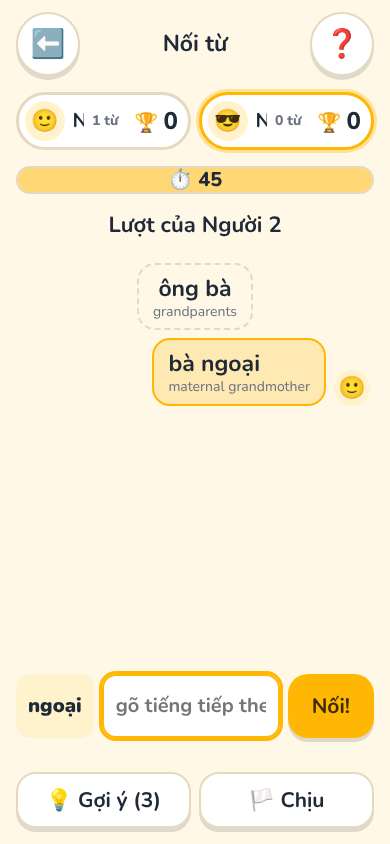 Nối từ
N 1 từ 🏆 0
N 0 từ 🏆 0
⏱️ 45
Lượt của Người 2
ông bà
grandparents
bà ngoại
maternal grandmother
ngoại
gõ tiếng tiếp the
Nối!
💡 Gợi ý (3)
🏳️ Chịu